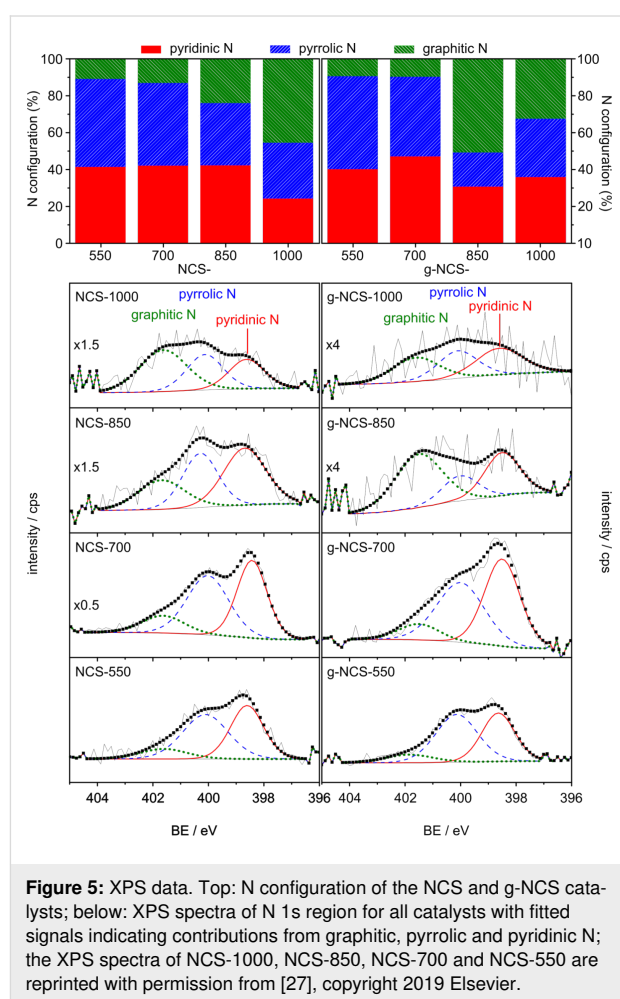 pyridinic N pyrrolic N graphitic N
100 100
80 80
60 60
40 40
20 20
0 10
N configuration (%)
N configuration (%)
550 700 850 1000 550 700 850 1000
NCS- g-NCS-
NCS-1000
pyrrolic N
graphitic N
pyridinic N
x1.5
g-NCS-1000
pyrrolic N
graphitic N
pyridinic N
x4
NCS-850
x1.5
g-NCS-850
x4
NCS-700
x0.5
g-NCS-700
NCS-550
g-NCS-550
intensity / cps
intensity / cps
404 402 400 398 396 404 402 400 398 396
BE / eV BE / eV
Figure 5: XPS data. Top: N configuration of the NCS and g-NCS cata-
lysts; below: XPS spectra of N 1s region for all catalysts with fitted
signals indicating contributions from graphitic, pyrrolic and pyridinic N;
the XPS spectra of NCS-1000, NCS-850, NCS-700 and NCS-550 are
reprinted with permission from [27], copyright 2019 Elsevier.